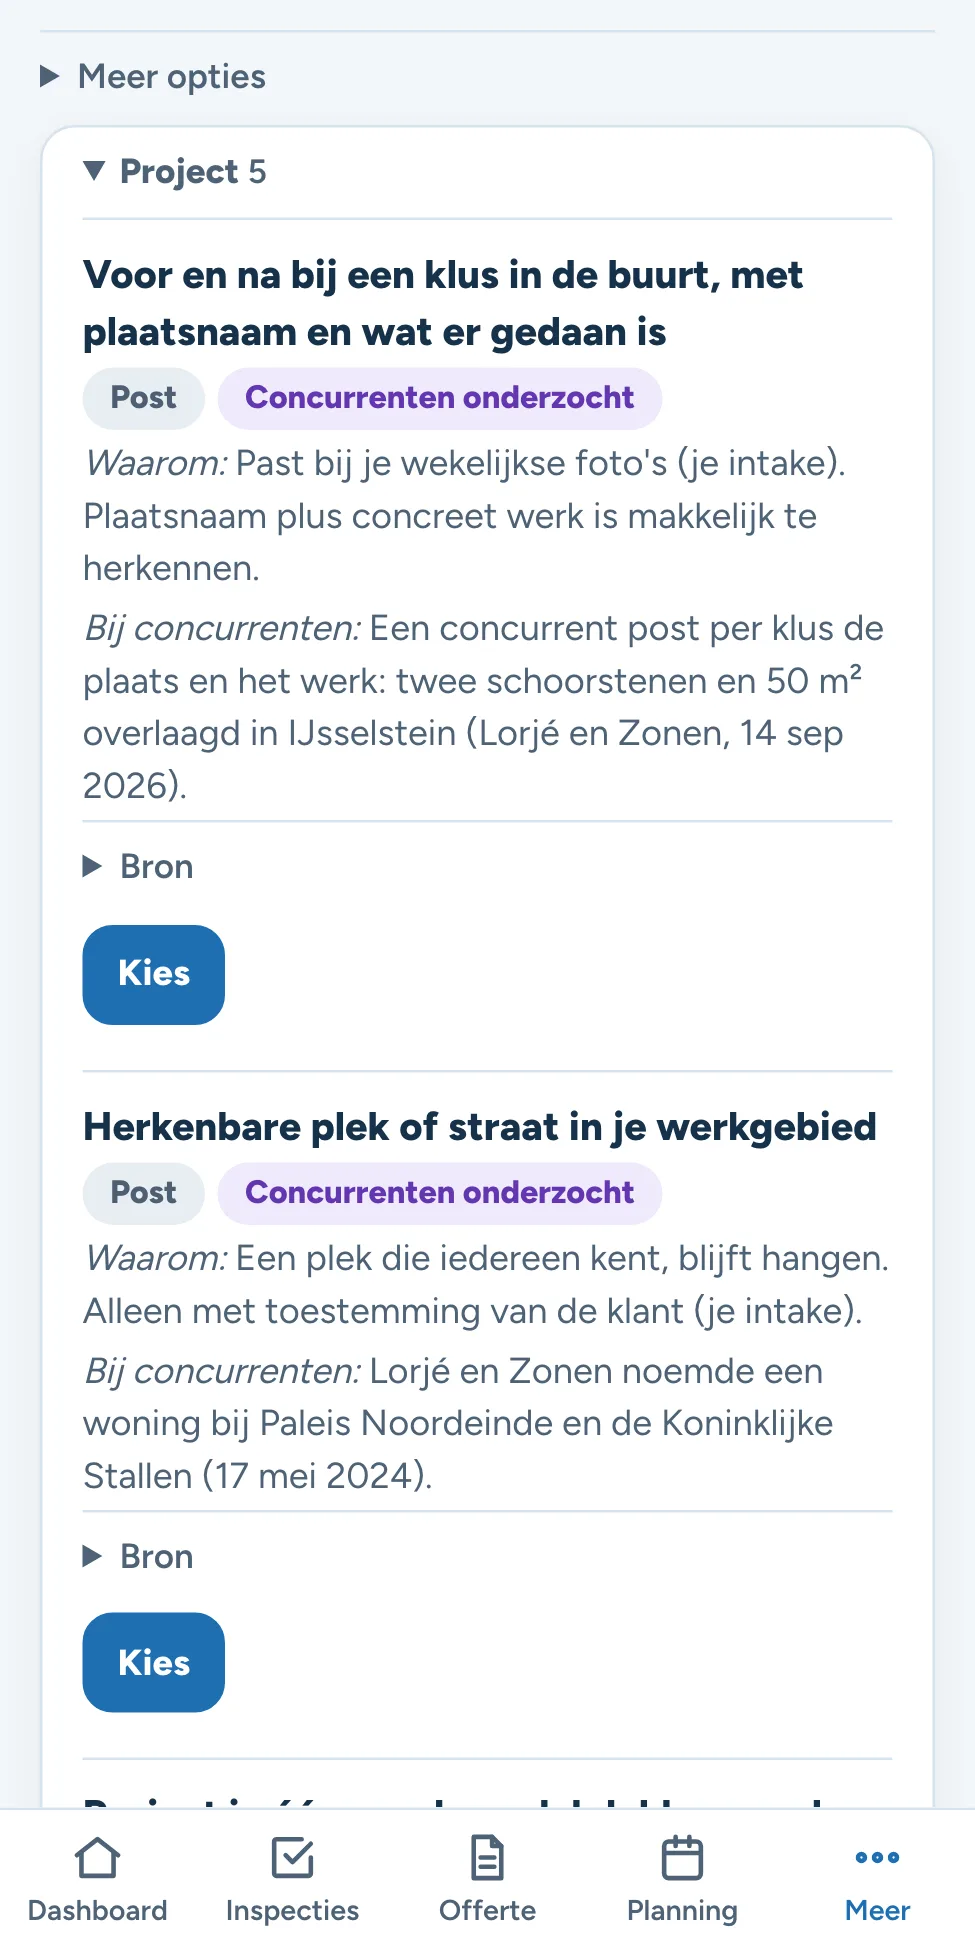 Meer opties
Project 5
Voor en na bij een klus in de buurt, met
plaatsnaam en wat er gedaan is
Post Concurrenten onderzocht
Waarom: Past bij je wekelijkse foto's (je intake).
Plaatsnaam plus concreet werk is makkelijk te
herkennen.
Bij concurrenten: Een concurrent post per klus de
plaats en het werk: twee schoorstenen en 50 m²
overlaagd in IJsselstein (Lorjé en Zonen, 14 sep
2026).
Bron
Kies
Herkenbare plek of straat in je werkgebied
Post Concurrenten onderzocht
Waarom: Een plek die iedereen kent, blijft hangen.
Alleen met toestemming van de klant (je intake).
Bij concurrenten: Lorjé en Zonen noemde een
woning bij Paleis Noordeinde en de Koninklijke
Stallen (17 mei 2024).
Bron
Kies
Dashboard Inspecties Offerte Planning Meer